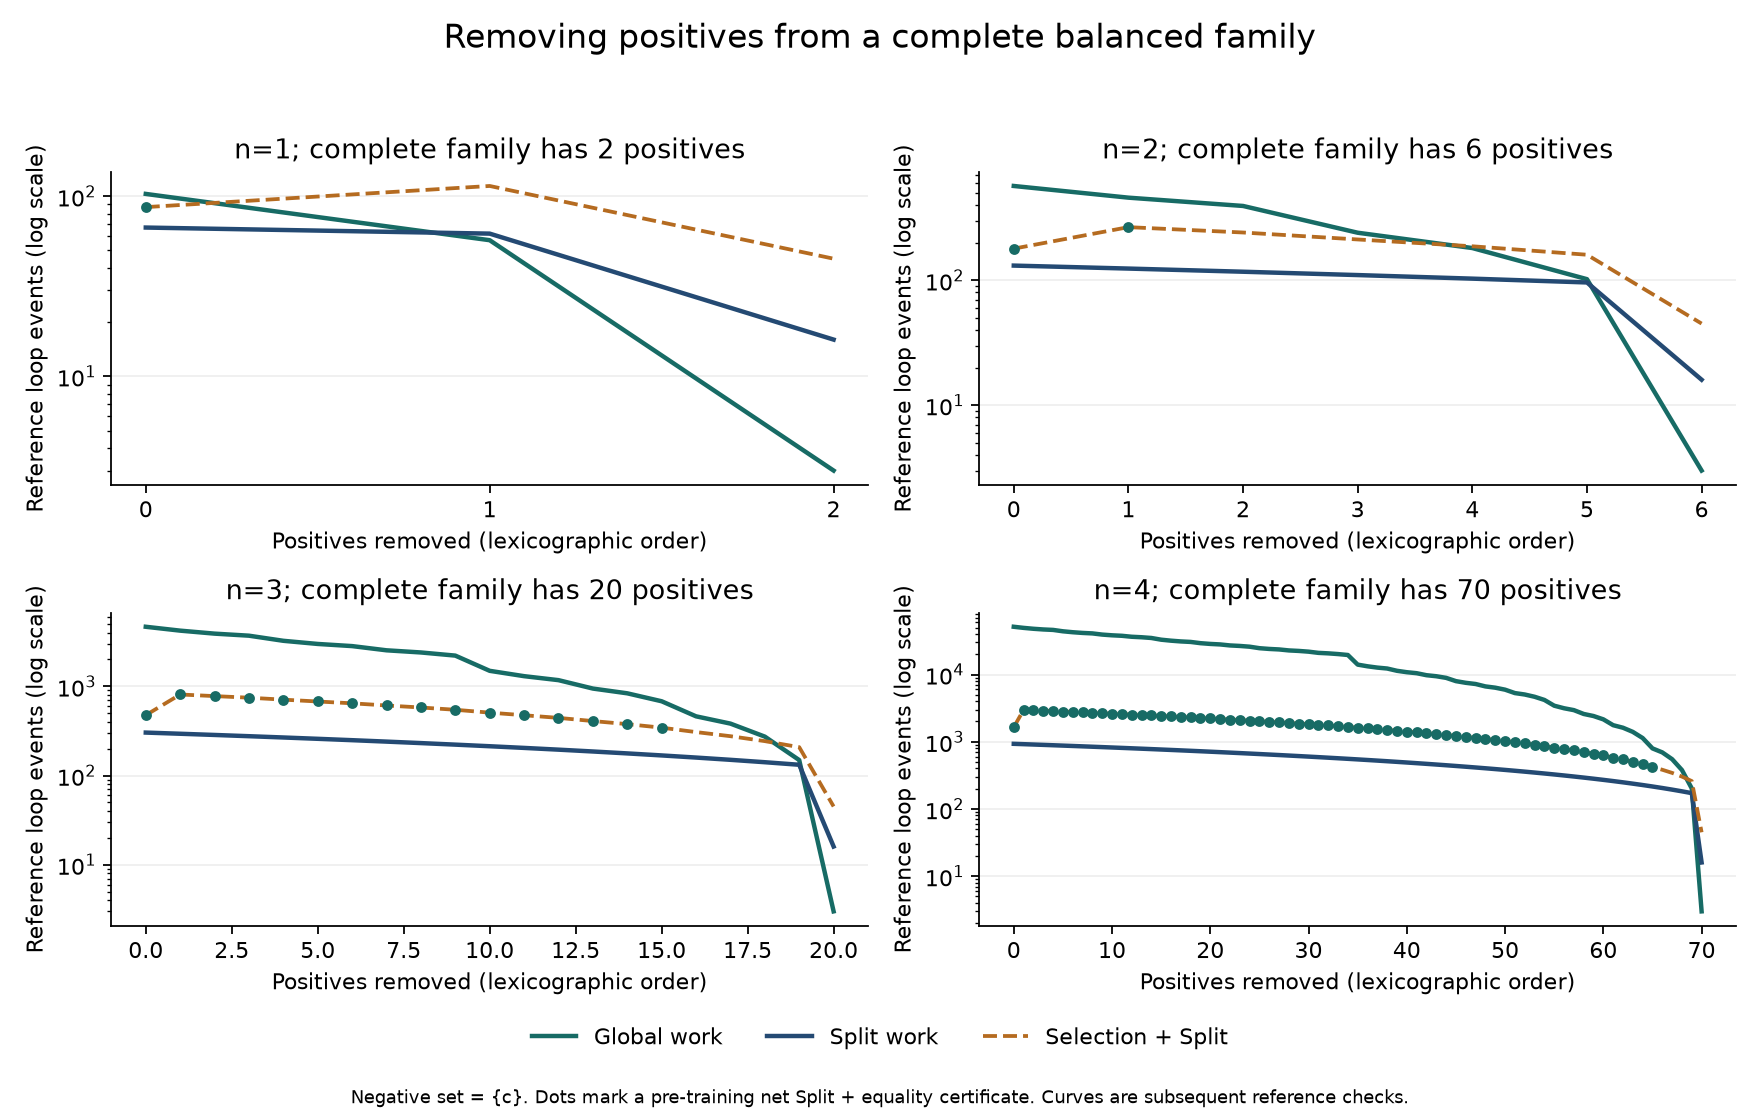 Removing positives from a complete balanced family
n=1; complete family has 2 positives
Reference loop events (log scale)
10²
10¹
0 1 2
Positives removed (lexicographic order)
n=2; complete family has 6 positives
Reference loop events (log scale)
10²
10¹
0 1 2 3 4 5 6
Positives removed (lexicographic order)
n=3; complete family has 20 positives
Reference loop events (log scale)
10³
10²
10¹
0.0 2.5 5.0 7.5 10.0 12.5 15.0 17.5 20.0
Positives removed (lexicographic order)
n=4; complete family has 70 positives
Reference loop events (log scale)
10⁴
10³
10²
10¹
0 10 20 30 40 50 60 70
Positives removed (lexicographic order)
Global work Split work Selection + Split
Negative set = {c}. Dots mark a pre-training net Split + equality certificate. Curves are subsequent reference checks.